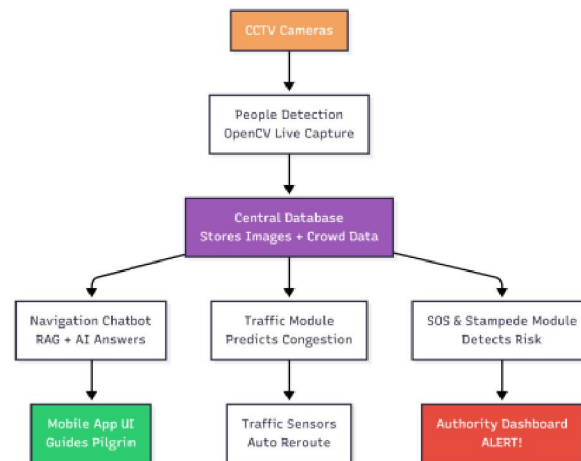 CCTV Cameras
People Detection
OpenCV Live Capture
Central Database
Stores Images + Crowd Data
Navigation Chatbot
RAG + AI Answers
Traffic Module
Predicts Congestion
SOS & Stampede Module
Detects Risk
Mobile App UI
Guides Pilgrim
Traffic Sensors
Auto Reroute
Authority Dashboard
ALERT!